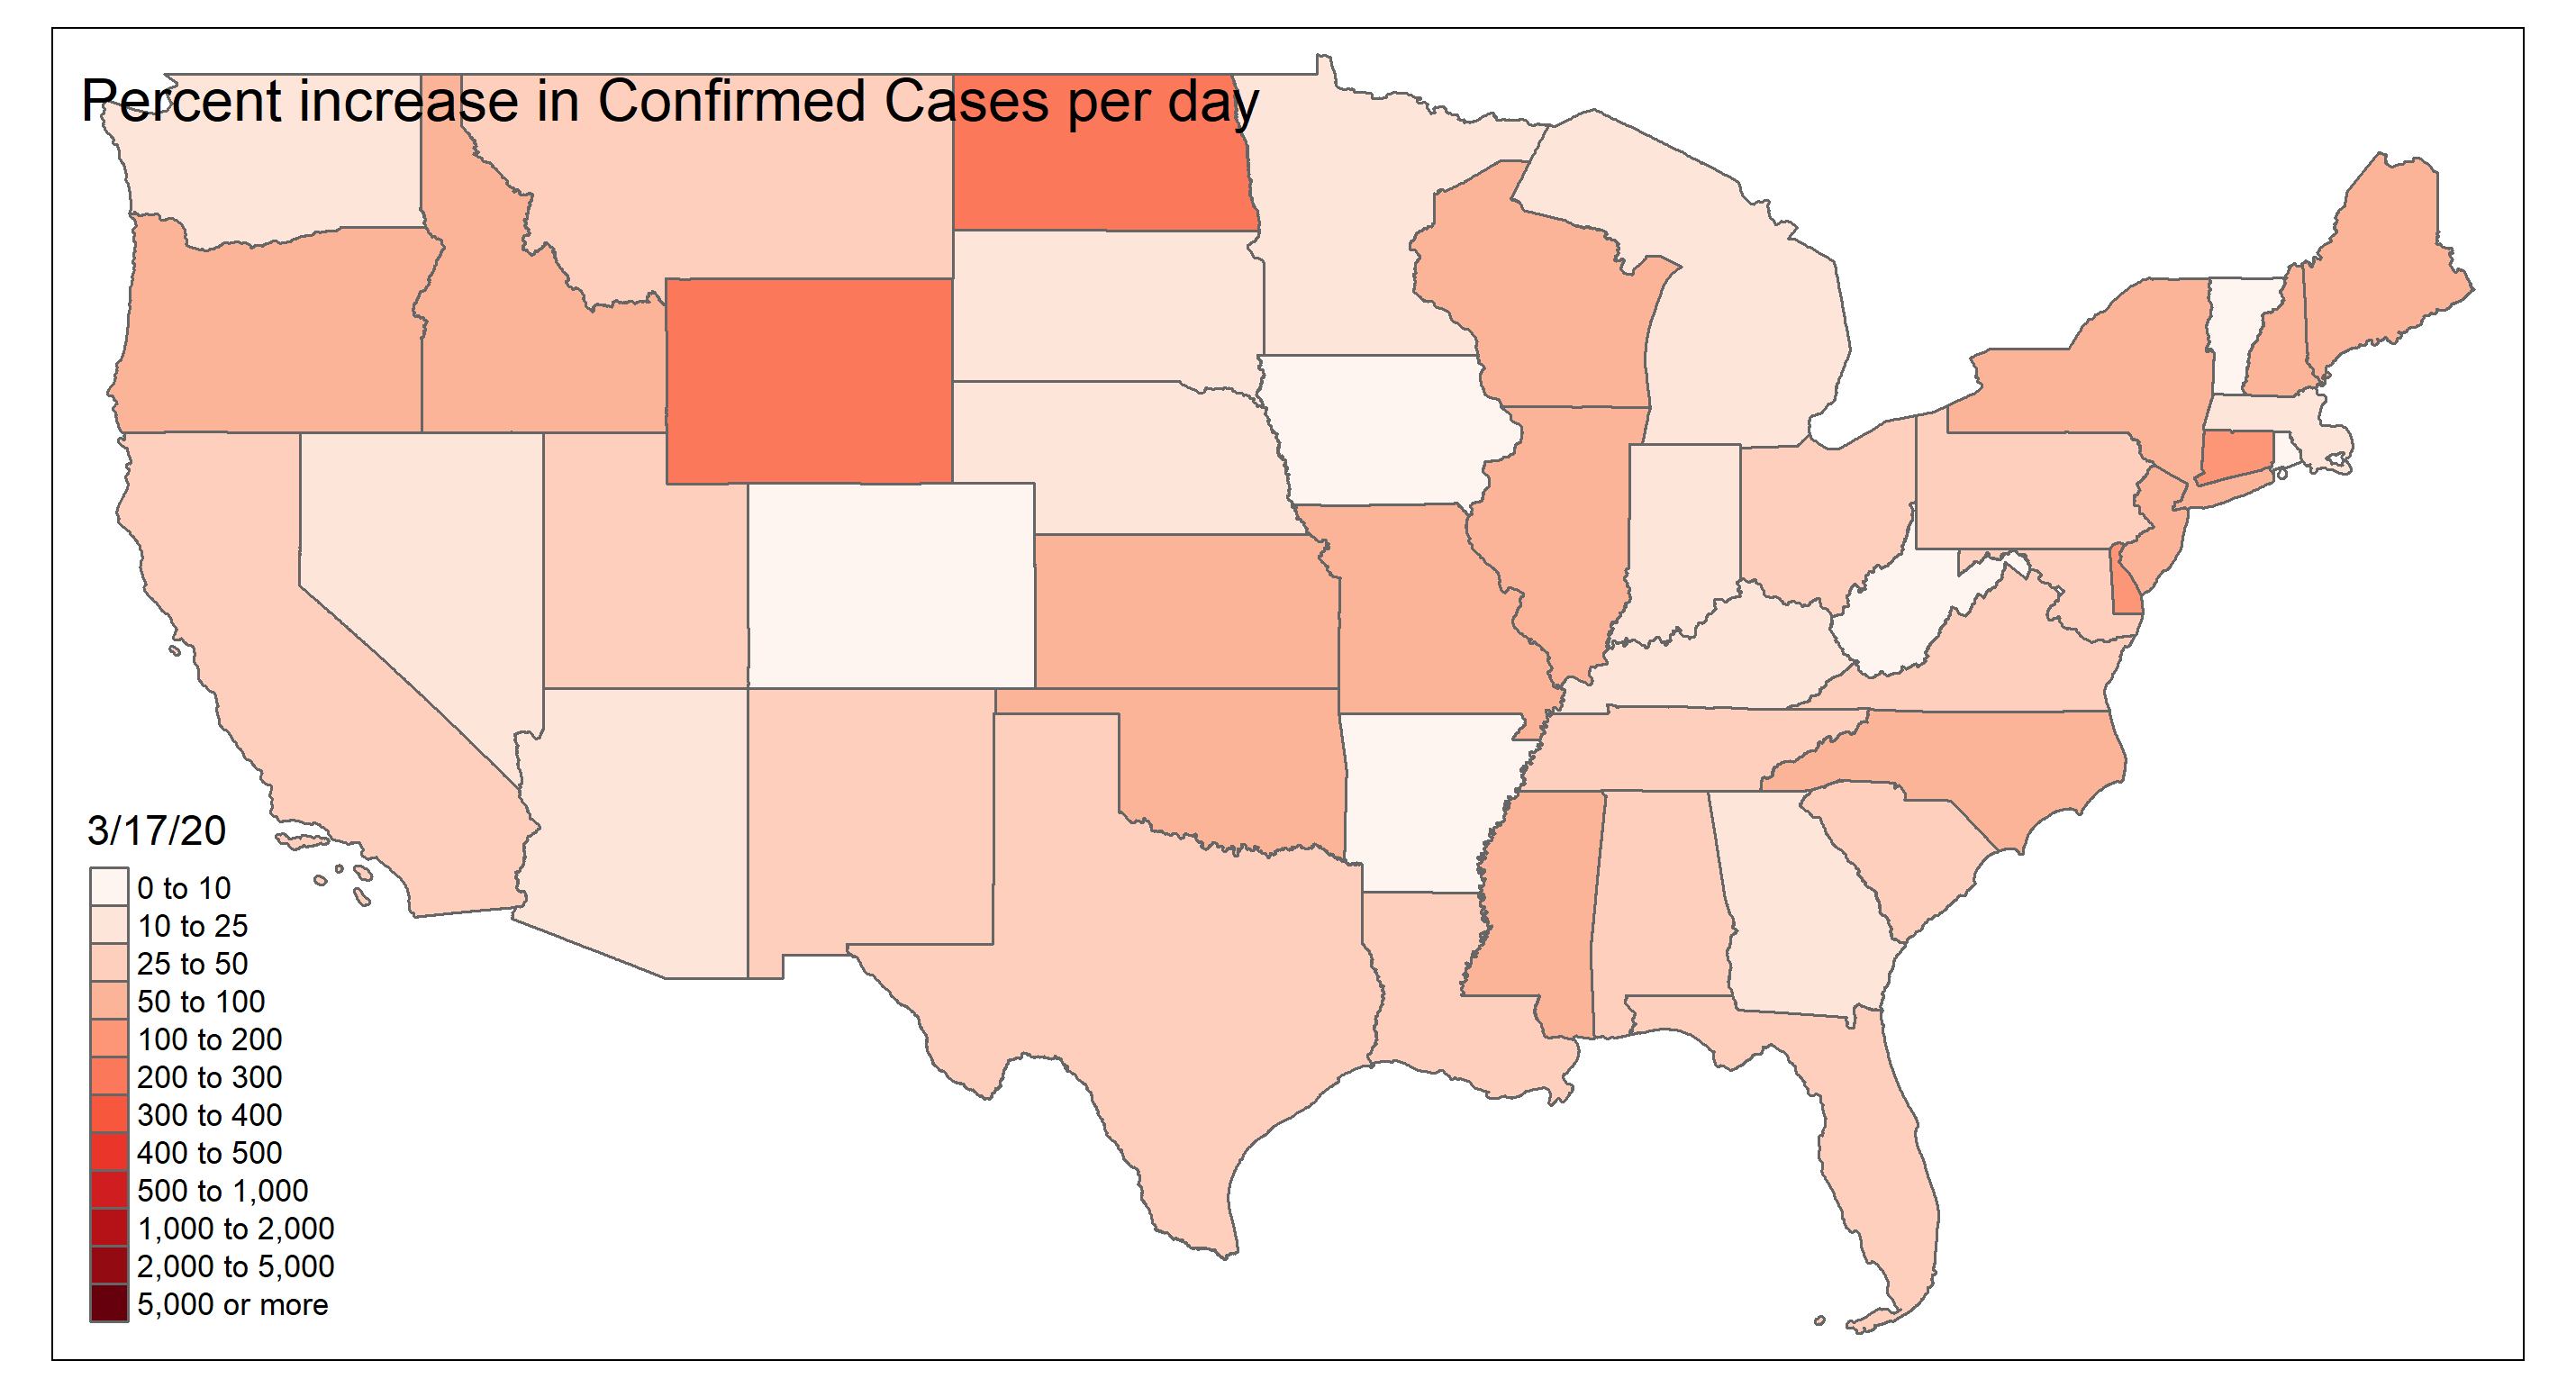 Percent increase in Confirmed Cases per day
3/17/20
0 to 10
10 to 25
25 to 50
50 to 100
100 to 200
200 to 300
300 to 400
400 to 500
500 to 1,000
1,000 to 2,000
2,000 to 5,000
5,000 or more